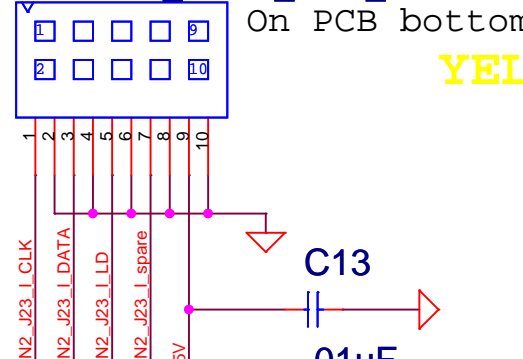 On PCB bottom
1 9
2 10
YEL
1 2 3 4 5 6 7 8 9 10
N2_J23_I_CLK
N2_J23_I_DATA
N2_J23_I_LD
N2_J23_I_spare
C13
.01uF